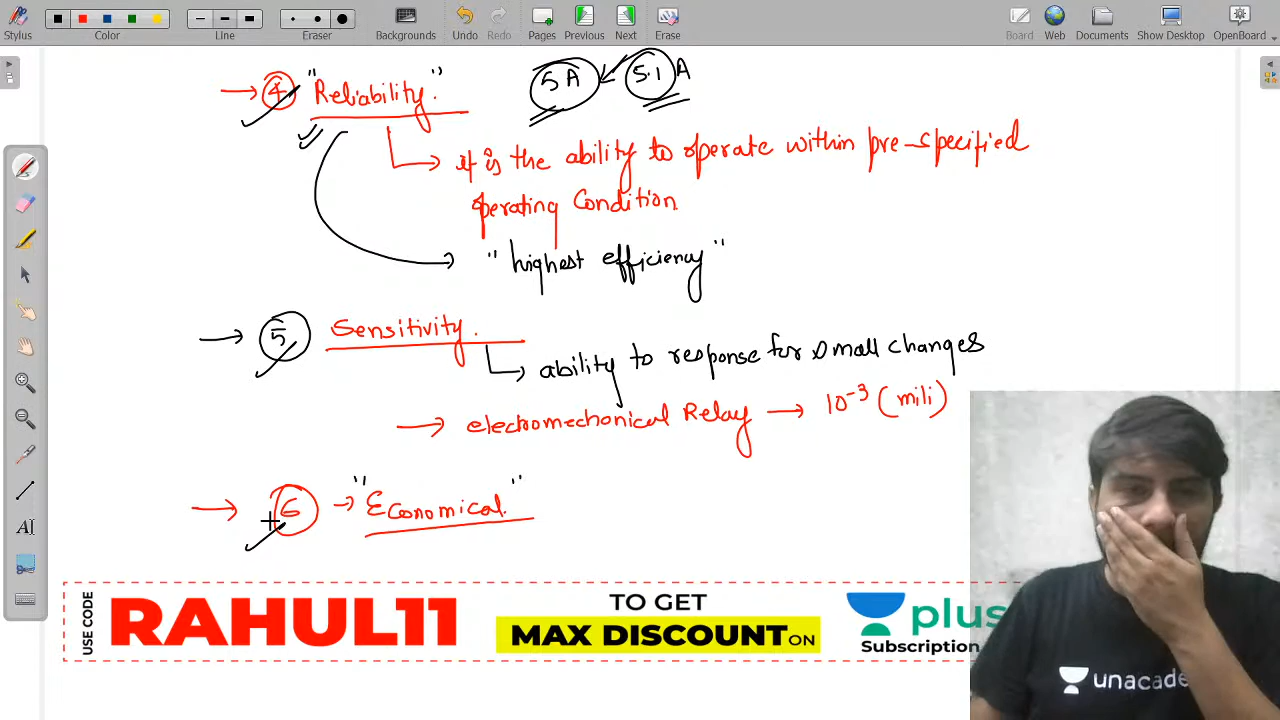 Stylus
Color
Line
Eraser
Backgrounds
Undo
Redo
Pages
Previous
Next
Erase
Board
Web
Documents
Show Desktop
OpenBoard
→ 4 "Reliability." 5A ← 5.1 A
→ it is the ability to operate within pre-specified
operating Condition
"highest efficiency"
→ 5 Sensitivity.
→ ability to response for small changes
→ electromechanical Relay → 10⁻³ (mili)
→ 6 → "Economical."
USE CODE
RAHUL11
TO GET
MAX DISCOUNT ON
plus
Subscription
unacade